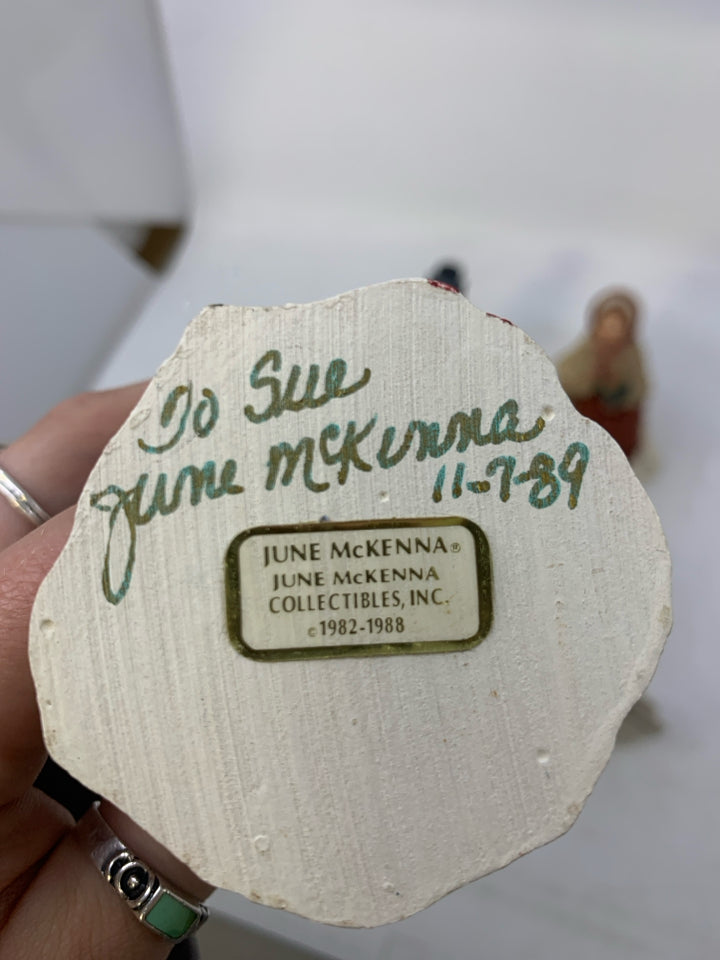 To Sue
June McKenna
11-7-89
JUNE McKENNA®
JUNE McKENNA
COLLECTIBLES, INC.
©1982-1988